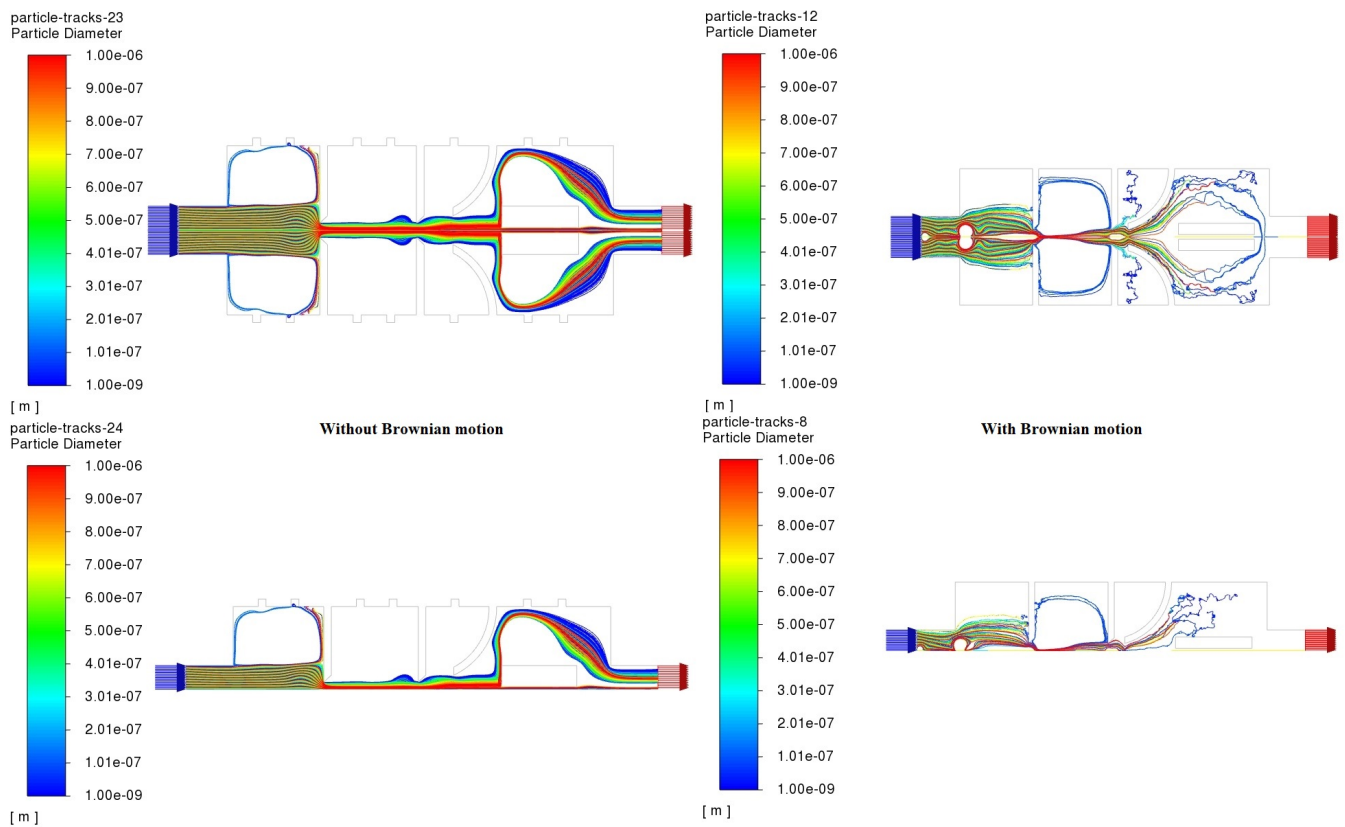 particle-tracks-23
Particle Diameter
1.00e-06
9.00e-07
8.00e-07
7.00e-07
6.00e-07
5.00e-07
4.01e-07
3.01e-07
2.01e-07
1.01e-07
1.00e-09
[ m ]
particle-tracks-12
Particle Diameter
1.00e-06
9.00e-07
8.00e-07
7.00e-07
6.00e-07
5.00e-07
4.01e-07
3.01e-07
2.01e-07
1.01e-07
1.00e-09
[ m ]
Without Brownian motion
With Brownian motion
particle-tracks-24
Particle Diameter
1.00e-06
9.00e-07
8.00e-07
7.00e-07
6.00e-07
5.00e-07
4.01e-07
3.01e-07
2.01e-07
1.01e-07
1.00e-09
[ m ]
particle-tracks-8
Particle Diameter
1.00e-06
9.00e-07
8.00e-07
7.00e-07
6.00e-07
5.00e-07
4.01e-07
3.01e-07
2.01e-07
1.01e-07
1.00e-09
[ m ]